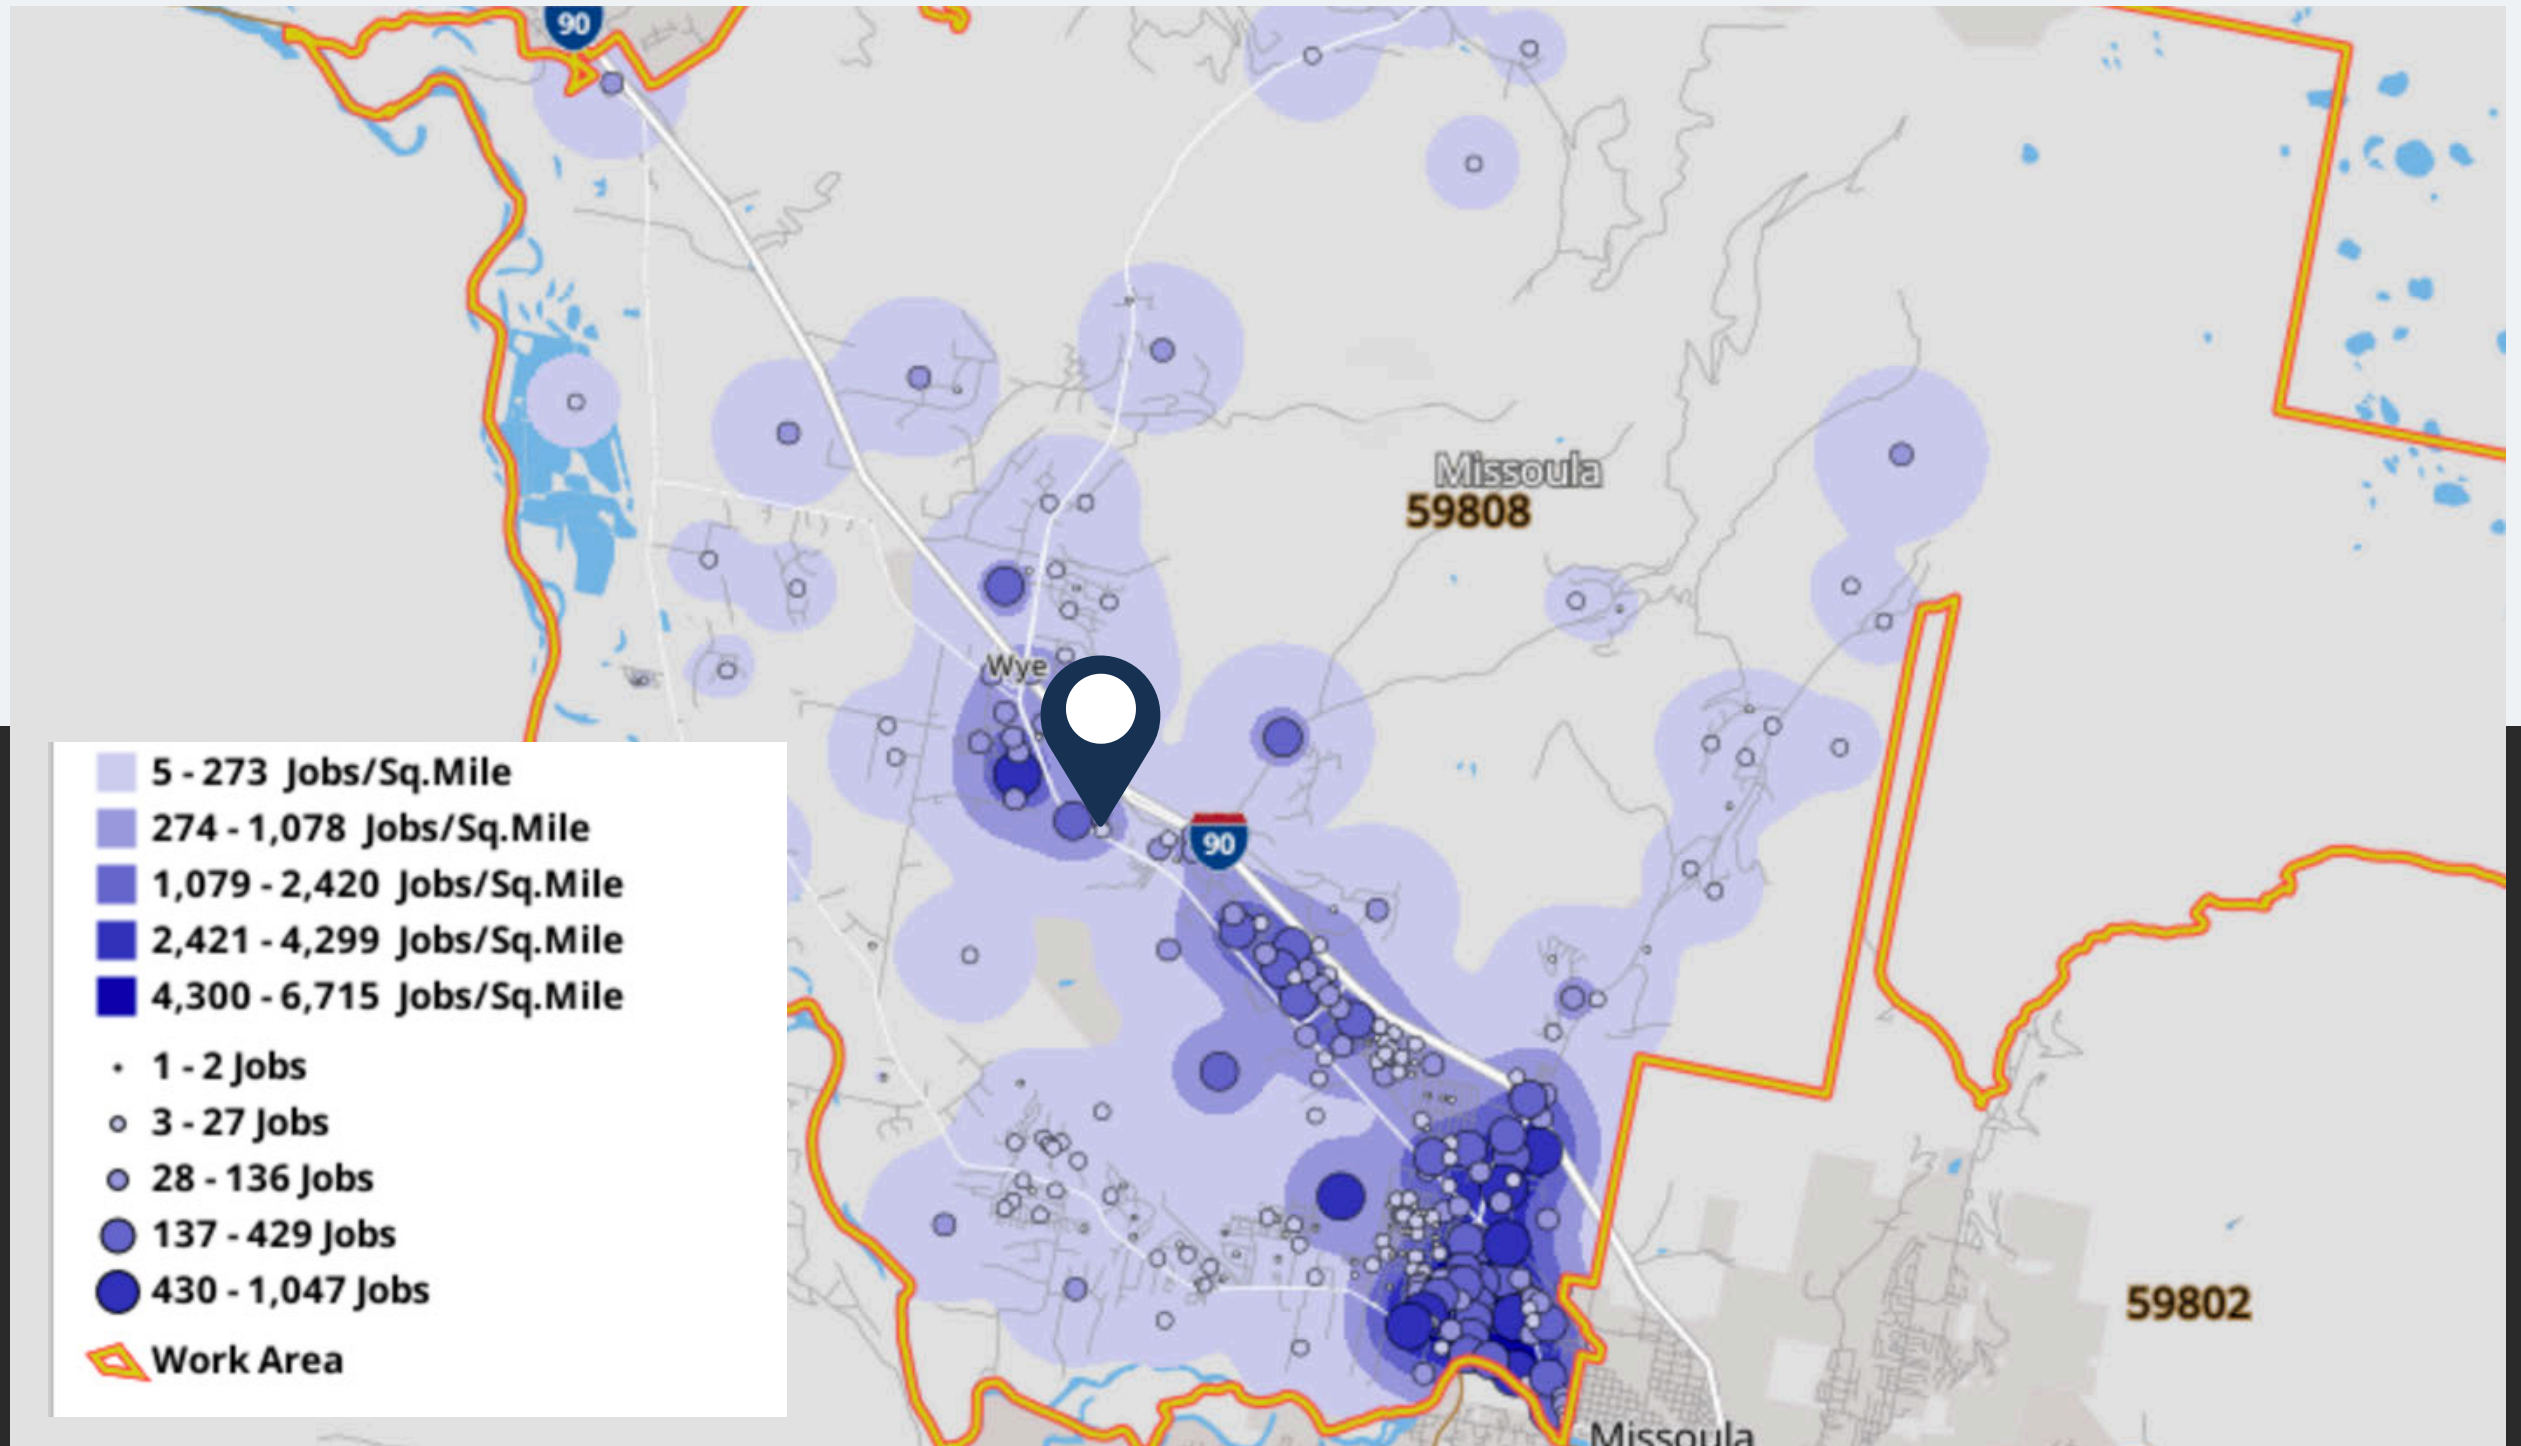 90
Missoula
59808
Wye
90
5 - 273 Jobs/Sq.Mile
274 - 1,078 Jobs/Sq.Mile
1,079 - 2,420 Jobs/Sq.Mile
2,421 - 4,299 Jobs/Sq.Mile
4,300 - 6,715 Jobs/Sq.Mile
1 - 2 Jobs
3 - 27 Jobs
28 - 136 Jobs
137 - 429 Jobs
430 - 1,047 Jobs
Work Area
59802
Missoula